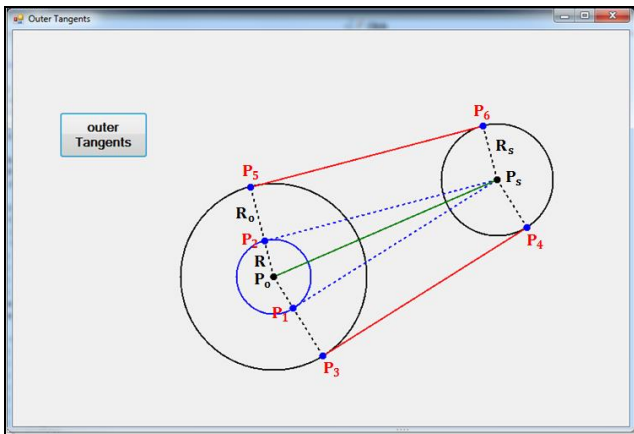 Outer Tangents
outer
Tangents
P₆
Rₛ
Pₛ
P₅
Rₒ
P₂
P₄
R
Pₒ
P₁
P₃